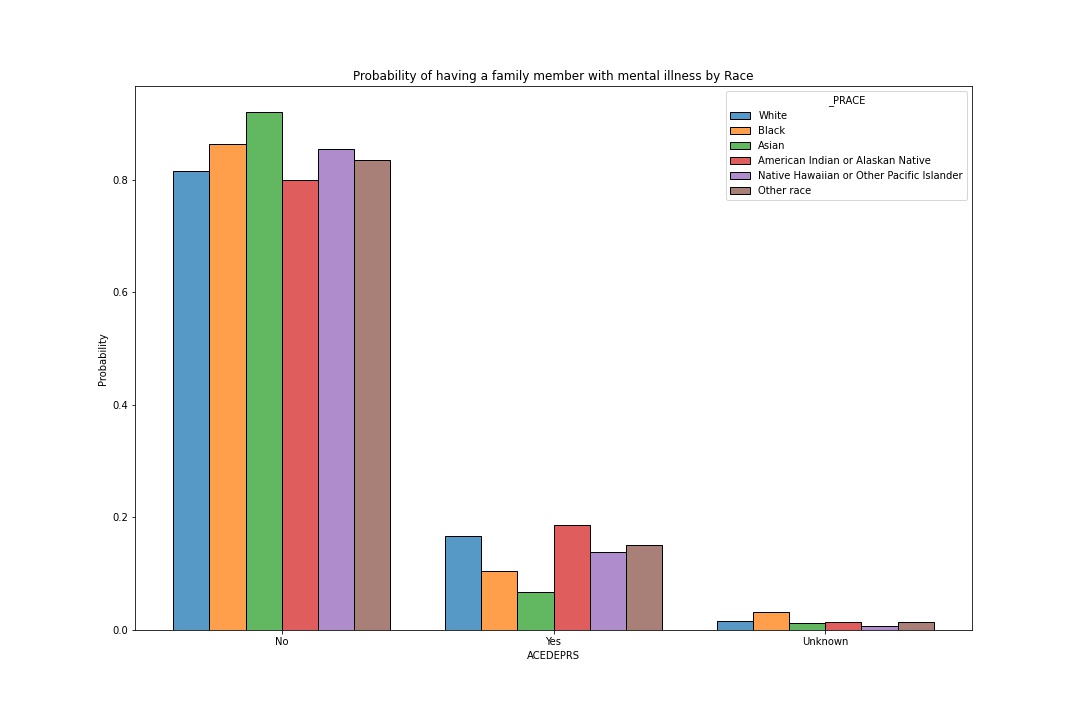 Probability of having a family member with mental illness by Race
_PRACE
White
Black
Asian
American Indian or Alaskan Native
Native Hawaiian or Other Pacific Islander
Other race
Probability
0.8
0.6
0.4
0.2
0.0
No
Yes
Unknown
ACEDEPRS